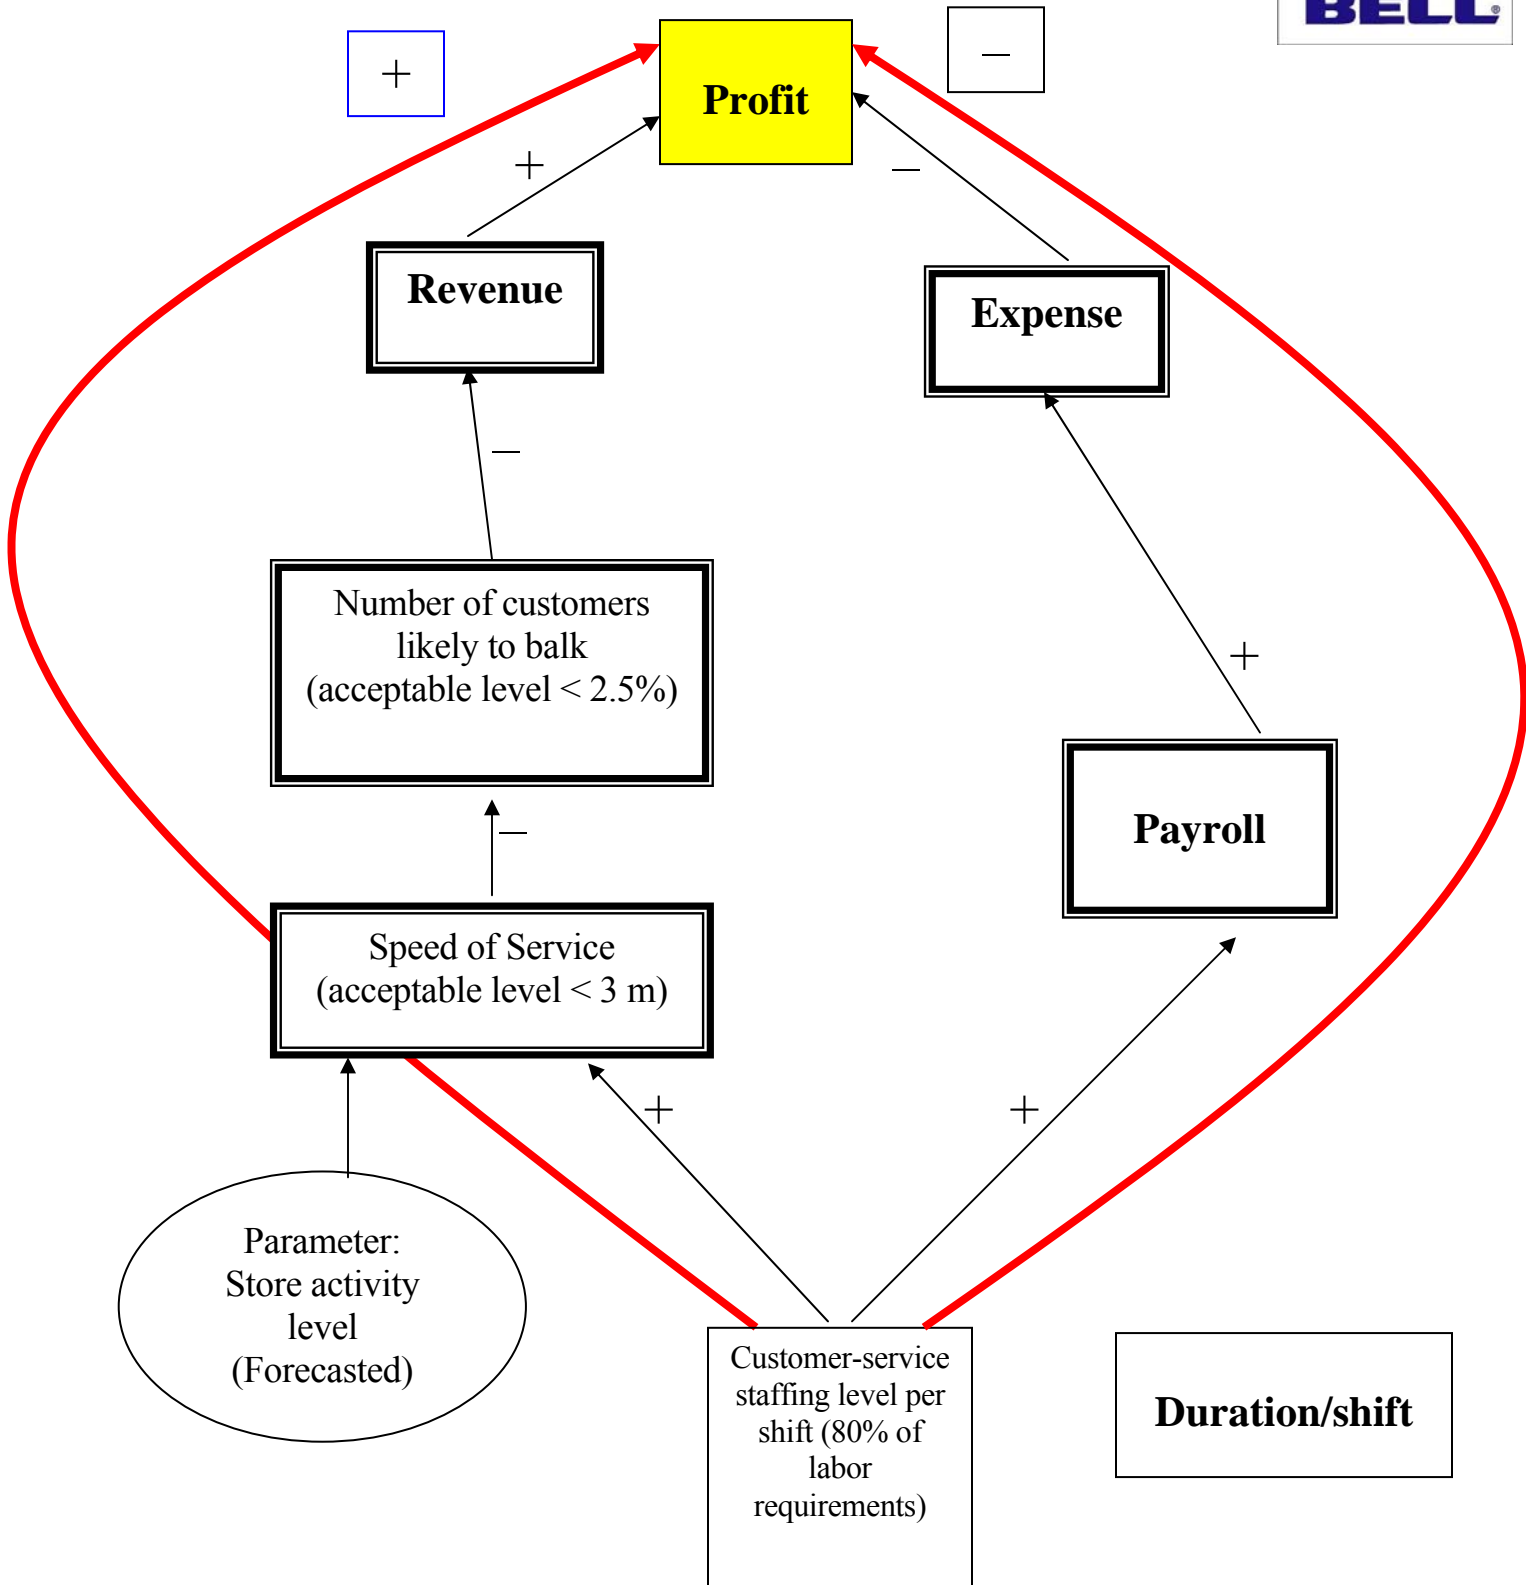 BELL®
+
–
Profit
+
–
Revenue
Expense
–
Number of customers
likely to balk
(acceptable level < 2.5%)
+
–
Payroll
Speed of Service
(acceptable level < 3 m)
+
+
Parameter:
Store activity
level
(Forecasted)
Customer-service
staffing level per
shift (80% of
labor
requirements)
Duration/shift